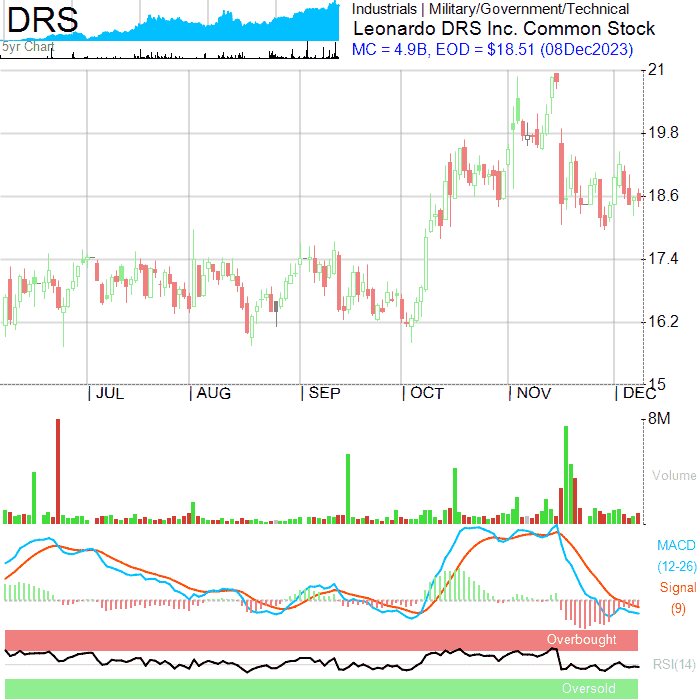 DRS
Industrials | Military/Government/Technical
Leonardo DRS Inc. Common Stock
5yr Chart
MC = 4.9B, EOD = $18.51 (08Dec2023)
21
19.8
18.6
17.4
16.2
15
JUL AUG SEP OCT NOV DEC
8M
Volume
MACD
(12-26)
Signal
(9)
Overbought
RSI(14)
Oversold